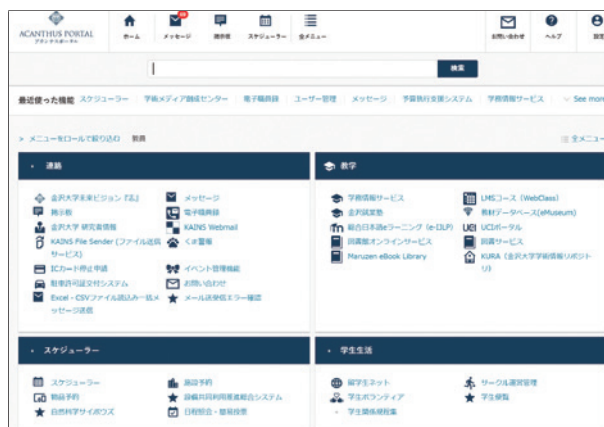 ACANTHUS PORTAL
アカンサスポータル
ホーム
メッセージ
掲示板
スケジューラー
全メニュー
お問い合わせ
ヘルプ
設定
検索
最近使った機能 スケジューラー 学術メディア創成センター 電子職員録 ユーザー管理 メッセージ 予算執行支援システム 学務情報サービス See more
> メニューをロールで絞り込む 教員
全メニュー
連絡
金沢大学未来ビジョン『志』
メッセージ
掲示板
電子職員録
金沢大学 研究者情報
KAINS Webmail
KAINS File Sender (ファイル送信サービス)
くま警報
ICカード停止申請
イベント管理機能
駐車許可証交付システム
お問い合わせ
Excel・CSVファイル読込み一括メッセージ送信
メール送受信エラー確認
教学
学務情報サービス
LMSコース (WebClass)
金沢就業塾
教材データベース(eMuseum)
総合日本語eラーニング (e-IJLP)
UCIポータル
図書館オンラインサービス
図書サービス
Maruzen eBook Library
KURA (金沢大学学術情報リポジトリ)
スケジューラー
スケジューラー
施設予約
物品予約
設備共同利用推進総合システム
自然科学サイボウズ
日程照会・簡易投票
学生生活
留学生ネット
サークル運営管理
学生ボランティア
学生便覧
学生関係規程集